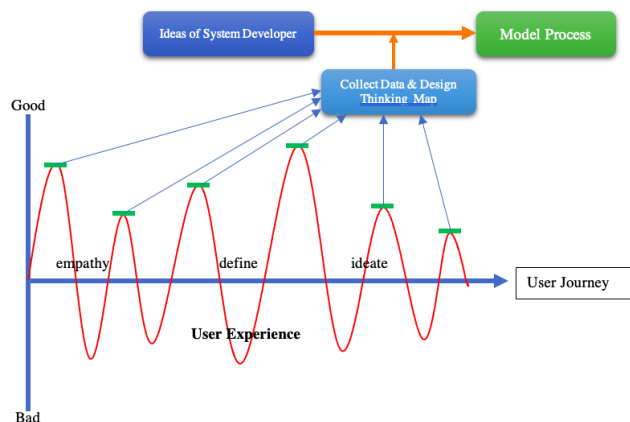 Ideas of System Developer
Model Process
Collect Data & Design
Thinking Map
Good
empathy
define
ideate
User Journey
User Experience
Bad